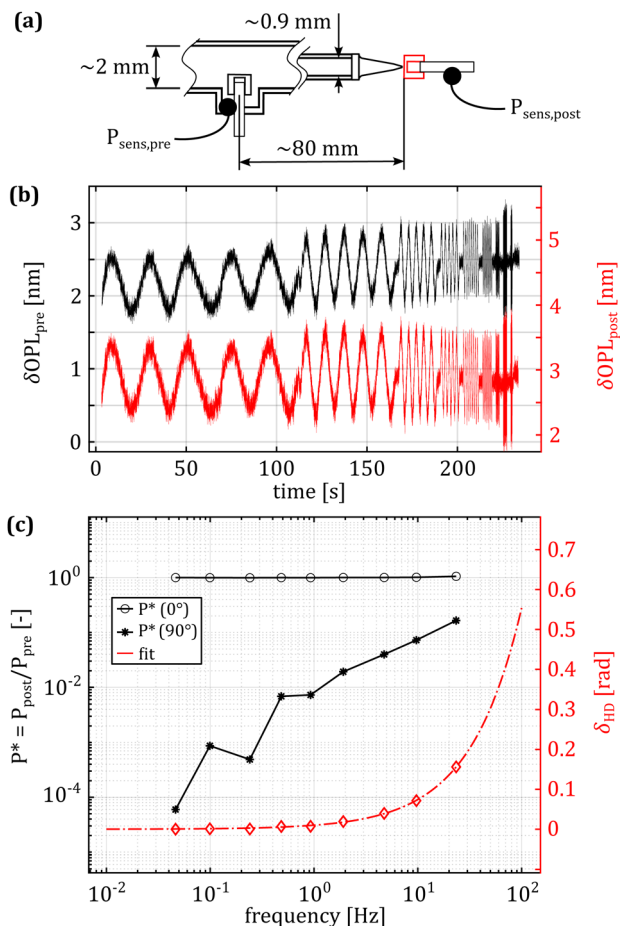 (a)
~0.9 mm
~2 mm
P_sens,pre
P_sens,post
~80 mm
(b)
3
2
1
0
δOPL_pre [nm]
5
4
3
2
δOPL_post [nm]
0 50 100 150 200
time [s]
(c)
10^0
10^-2
10^-4
P* = P_post/P_pre [-]
P* (0°)
P* (90°)
fit
0.7
0.6
0.5
0.4
0.3
0.2
0.1
0
δ_HD [rad]
10^-2 10^-1 10^0 10^1 10^2
frequency [Hz]